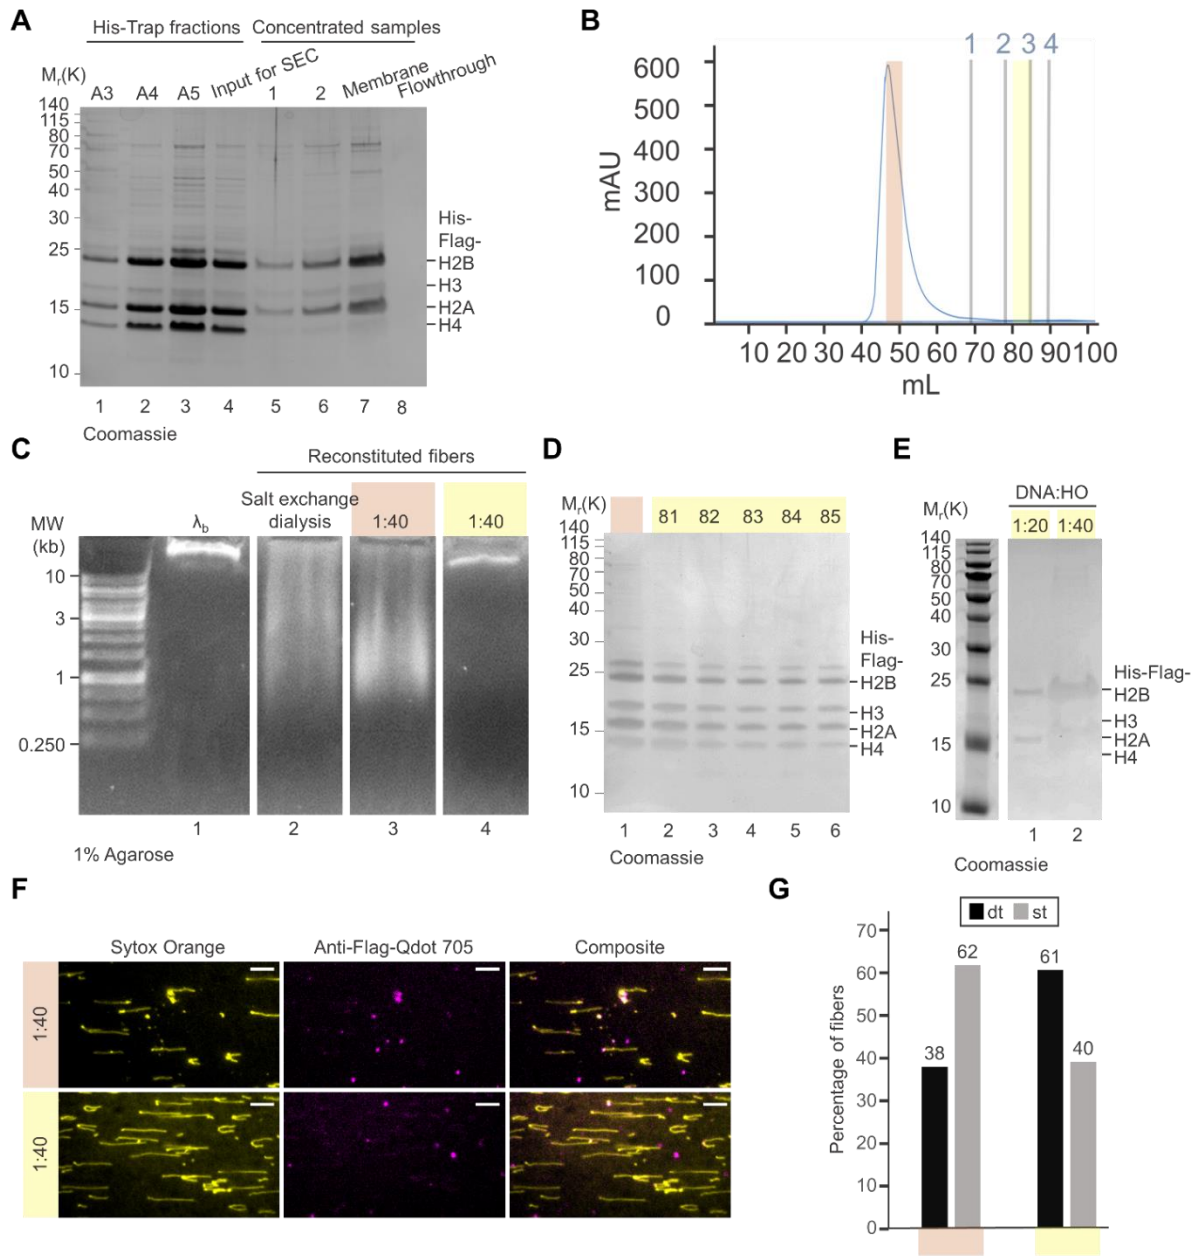 A
His-Trap fractions Concentrated samples
Mr(K) A3 A4 A5 Input for SEC 1 2 Membrane Flowthrough
140
115
80
70
50
40
30
25
15
10
His-
Flag-
H2B
H3
H2A
H4
1 2 3 4 5 6 7 8
Coomassie
B
1 2 3 4
600
500
400
300
200
100
0
mAU
10 20 30 40 50 60 70 80 90 100
mL
C
Reconstituted fibers
MW
(kb)
λb
Salt exchange
dialysis
1:40
1:40
10
3
1
0.250
1 2 3 4
1% Agarose
D
Mr(K)
81 82 83 84 85
140
115
80
70
50
40
30
25
15
10
His-
Flag-
H2B
H3
H2A
H4
1 2 3 4 5 6
Coomassie
E
DNA:HO
Mr(K)
1:20 1:40
140
115
80
70
50
40
30
25
15
10
His-Flag-
H2B
H3
H2A
H4
1 2
Coomassie
F
Sytox Orange Anti-Flag-Qdot 705 Composite
1:40
1:40
G
dt st
Percentage of fibers
70
60
50
40
30
20
10
0
38 62 61 40